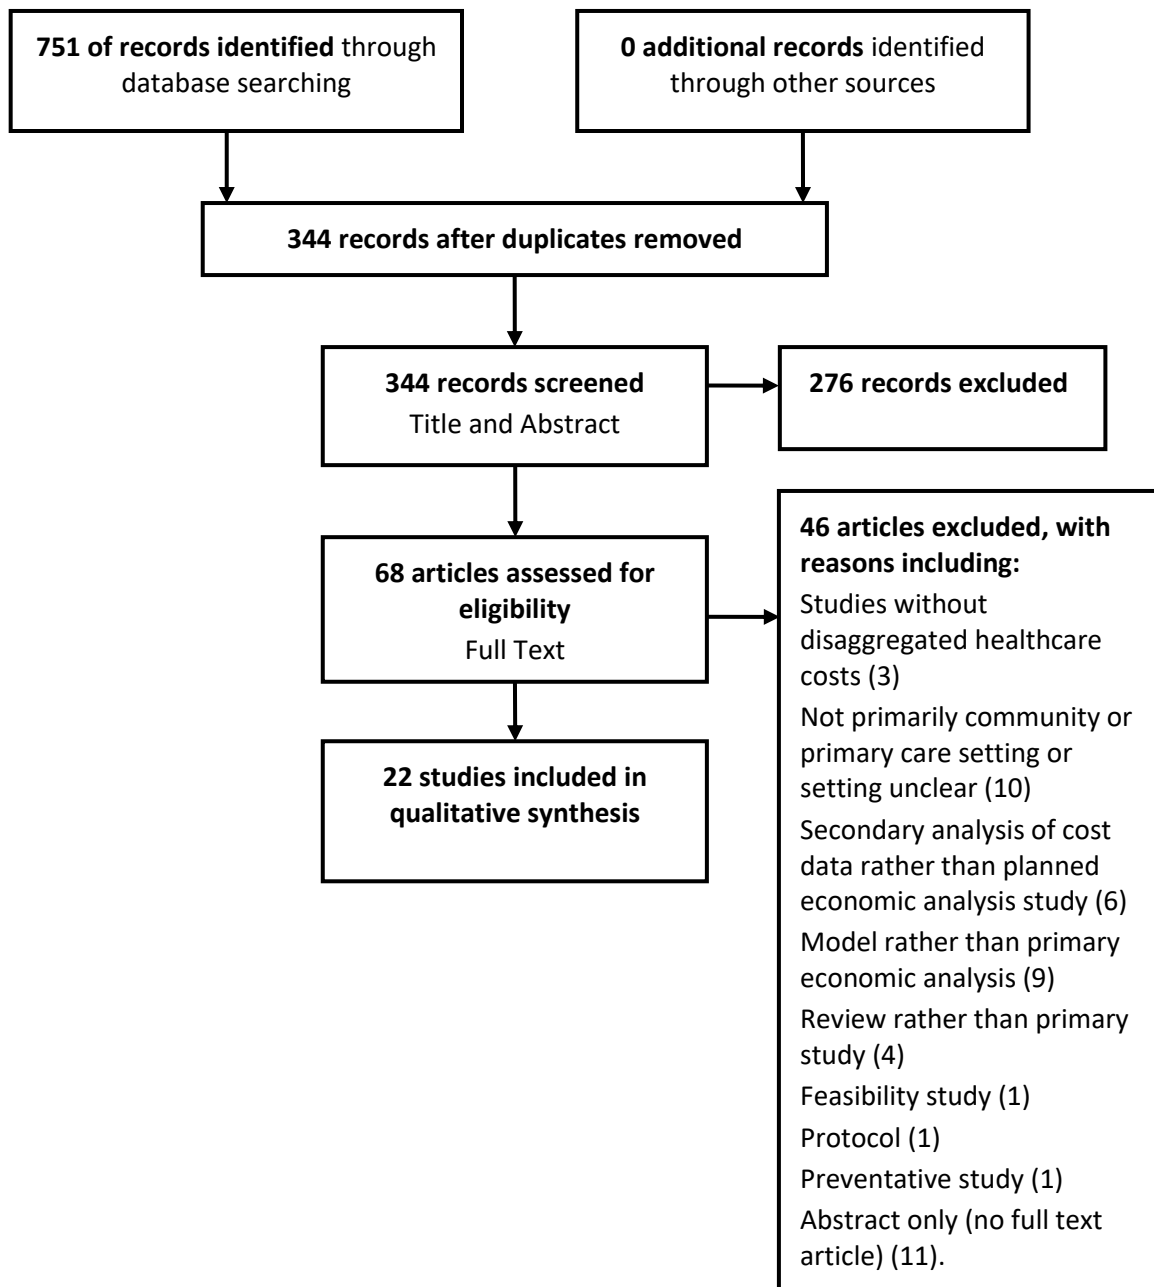 751 of records identified through
database searching
0 additional records identified
through other sources
344 records after duplicates removed
344 records screened
Title and Abstract
276 records excluded
68 articles assessed for
eligibility
Full Text
46 articles excluded, with
reasons including:
Studies without
disaggregated healthcare
costs (3)
Not primarily community or
primary care setting or
setting unclear (10)
Secondary analysis of cost
data rather than planned
economic analysis study (6)
Model rather than primary
economic analysis (9)
Review rather than primary
study (4)
Feasibility study (1)
Protocol (1)
Preventative study (1)
Abstract only (no full text
article) (11).
22 studies included in
qualitative synthesis